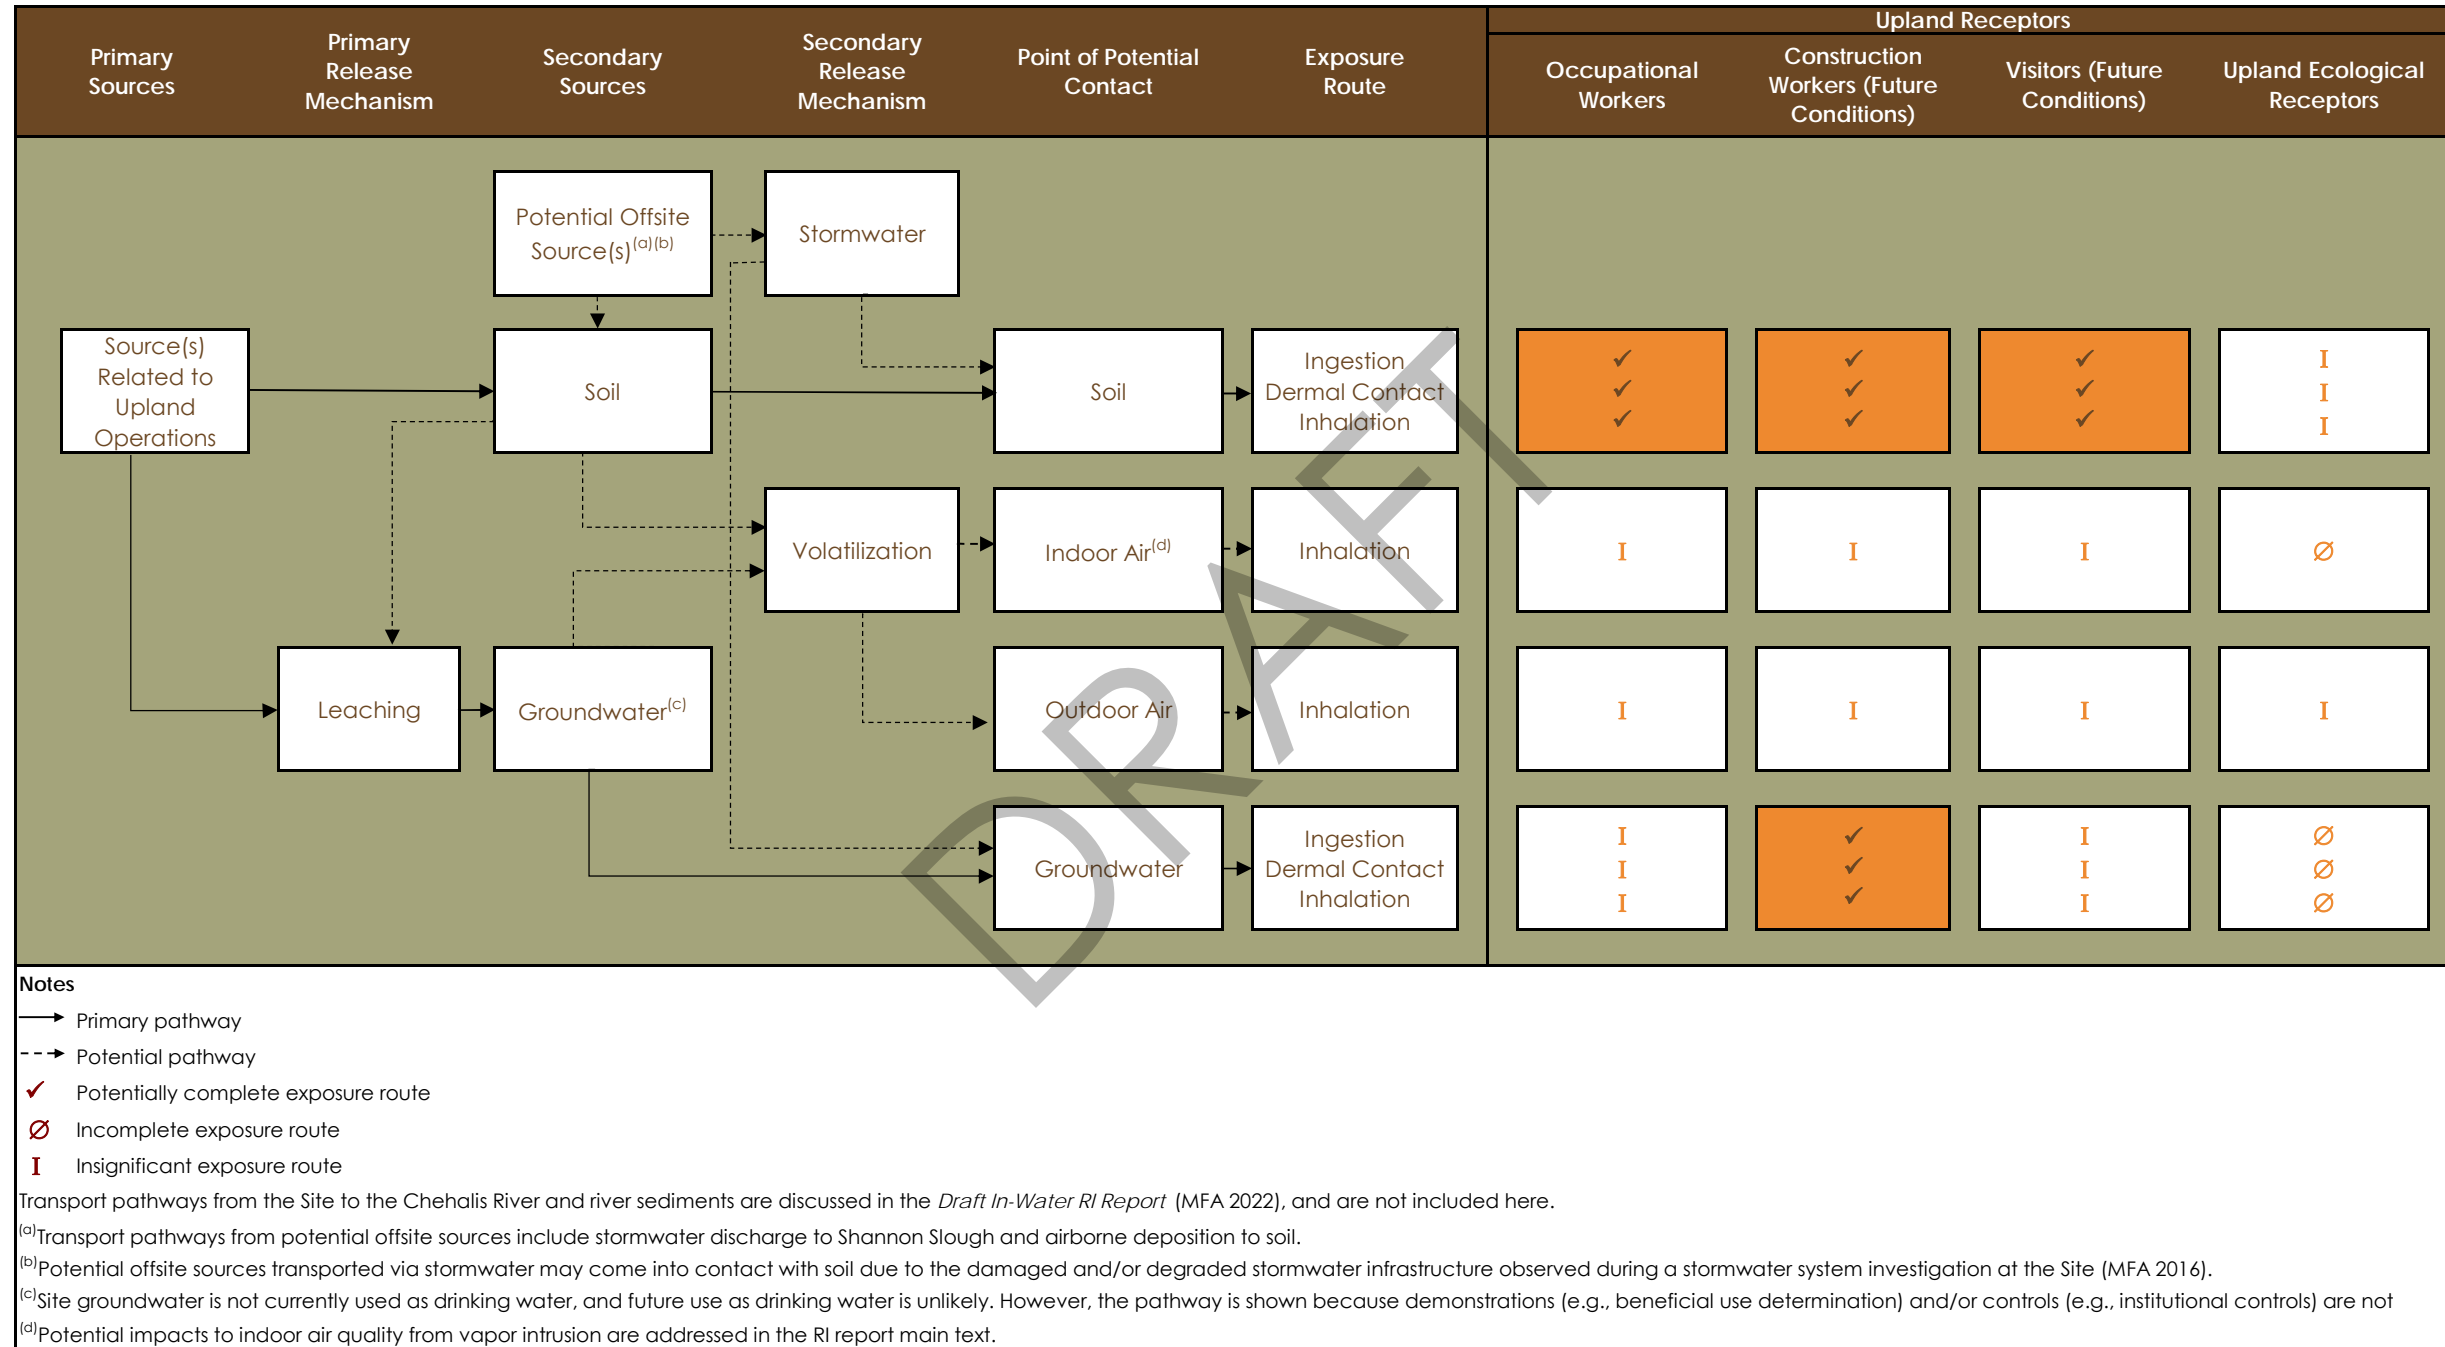 Upland Receptors
Primary
Sources
Primary
Release
Mechanism
Secondary
Sources
Secondary
Release
Mechanism
Point of Potential
Contact
Exposure
Route
Occupational
Workers
Construction
Workers (Future
Conditions)
Visitors (Future
Conditions)
Upland Ecological
Receptors
Potential Offsite
Source(s)(a)(b)
Stormwater
Source(s)
Related to
Upland
Operations
Soil
Soil
Ingestion
Dermal Contact
Inhalation
✓
✓
✓
✓
✓
✓
✓
✓
✓
I
I
I
Volatilization
Indoor Air(d)
Inhalation
I
I
I
∅
Leaching
Groundwater(c)
Outdoor Air
Inhalation
I
I
I
I
Groundwater
Ingestion
Dermal Contact
Inhalation
I
I
I
✓
✓
✓
I
I
I
∅
∅
∅
DRAFT
Notes
Primary pathway
Potential pathway
✓ Potentially complete exposure route
∅ Incomplete exposure route
I Insignificant exposure route
Transport pathways from the Site to the Chehalis River and river sediments are discussed in the Draft In-Water RI Report (MFA 2022), and are not included here.
(a)Transport pathways from potential offsite sources include stormwater discharge to Shannon Slough and airborne deposition to soil.
(b)Potential offsite sources transported via stormwater may come into contact with soil due to the damaged and/or degraded stormwater infrastructure observed during a stormwater system investigation at the Site (MFA 2016).
(c)Site groundwater is not currently used as drinking water, and future use as drinking water is unlikely. However, the pathway is shown because demonstrations (e.g., beneficial use determination) and/or controls (e.g., institutional controls) are not
(d)Potential impacts to indoor air quality from vapor intrusion are addressed in the RI report main text.